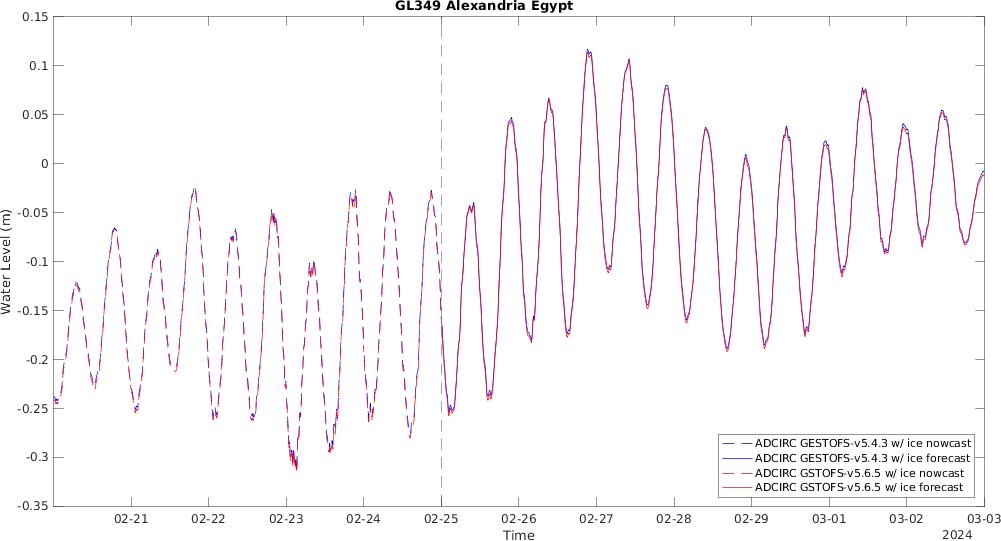 GL349 Alexandria Egypt
0.15
0.1
0.05
0
-0.05
-0.1
-0.15
-0.2
-0.25
-0.3
-0.35
Water Level (m)
ADCIRC GESTOFS-v5.4.3 w/ ice nowcast
ADCIRC GESTOFS-v5.4.3 w/ ice forecast
ADCIRC GSTOFS-v5.6.5 w/ ice nowcast
ADCIRC GSTOFS-v5.6.5 w/ ice forecast
02-21 02-22 02-23 02-24 02-25 02-26 02-27 02-28 02-29 03-01 03-02 03-03
Time
2024